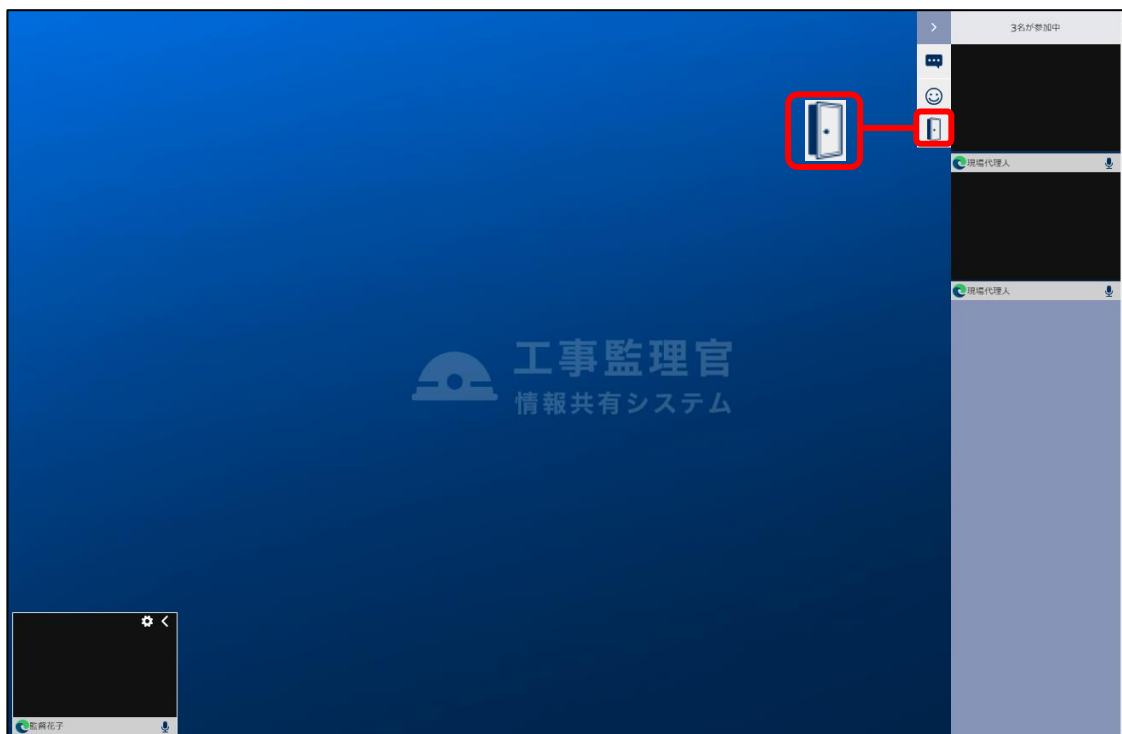 3名が参加中
現場代理人
現場代理人
工事監理官
情報共有システム
監督花子